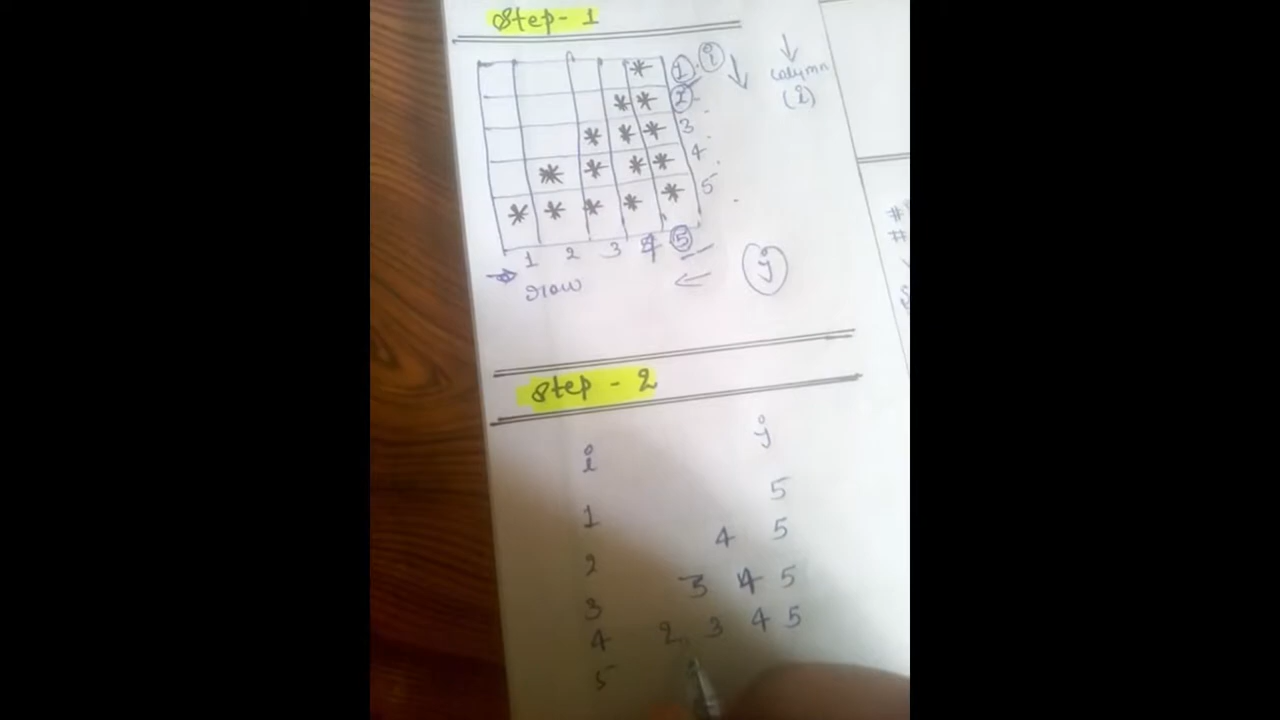 Step - 1
* 1 . i
* * 2 -
* * * 3 .
* * * * 4 .
* * * * * 5 .
1 2 3 4 5
row
j
column
(i)
#
#
Step - 2
i j
1 5
2 4 5
3 3 4 5
4 2, 3 4 5
5